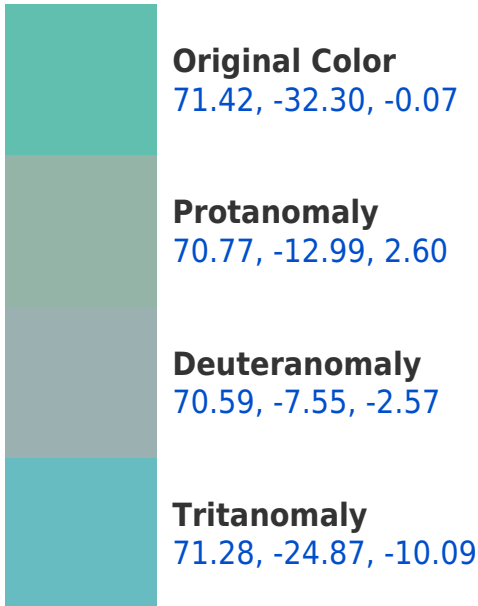 Original Color
71.42, -32.30, -0.07
Protanomaly
70.77, -12.99, 2.60
Deuteranomaly
70.59, -7.55, -2.57
Tritanomaly
71.28, -24.87, -10.09